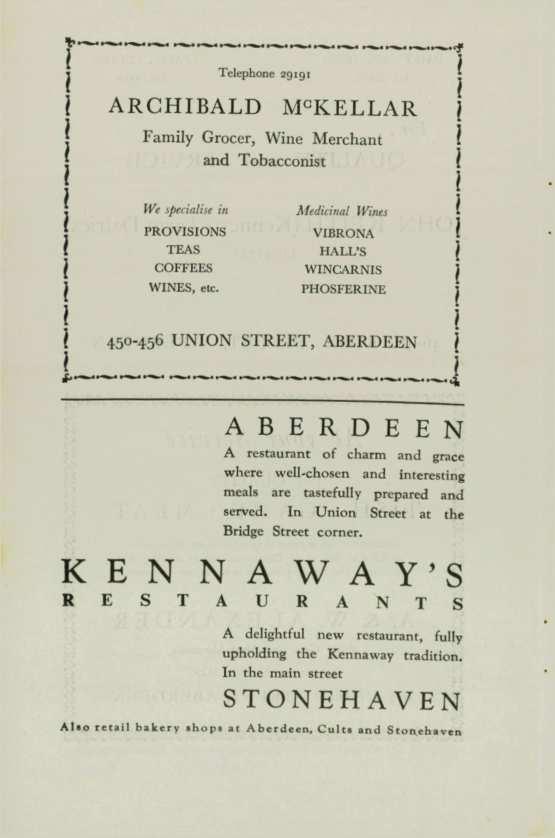 Telephone 29191
ARCHIBALD McKELLAR
Family Grocer, Wine Merchant
and Tobacconist
We specialise in
PROVISIONS
TEAS
COFFEES
WINES, etc.
Medicinal Wines
VIBRONA
HALL'S
WINCARNIS
PHOSFERINE
450-456 UNION STREET, ABERDEEN
ABERDEEN
A restaurant of charm and grace
where well-chosen and interesting
meals are tastefully prepared and
served. In Union Street at the
Bridge Street corner.
KENNAWAY'S
RESTAURANTS
A delightful new restaurant, fully
upholding the Kennaway tradition.
In the main street
STONEHAVEN
Also retail bakery shops at Aberdeen, Cults and Stonehaven